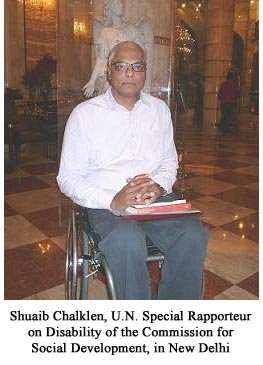 Shuaib Chalklen, U.N. Special Rapporteur
on Disability of the Commission for
Social Development, in New Delhi